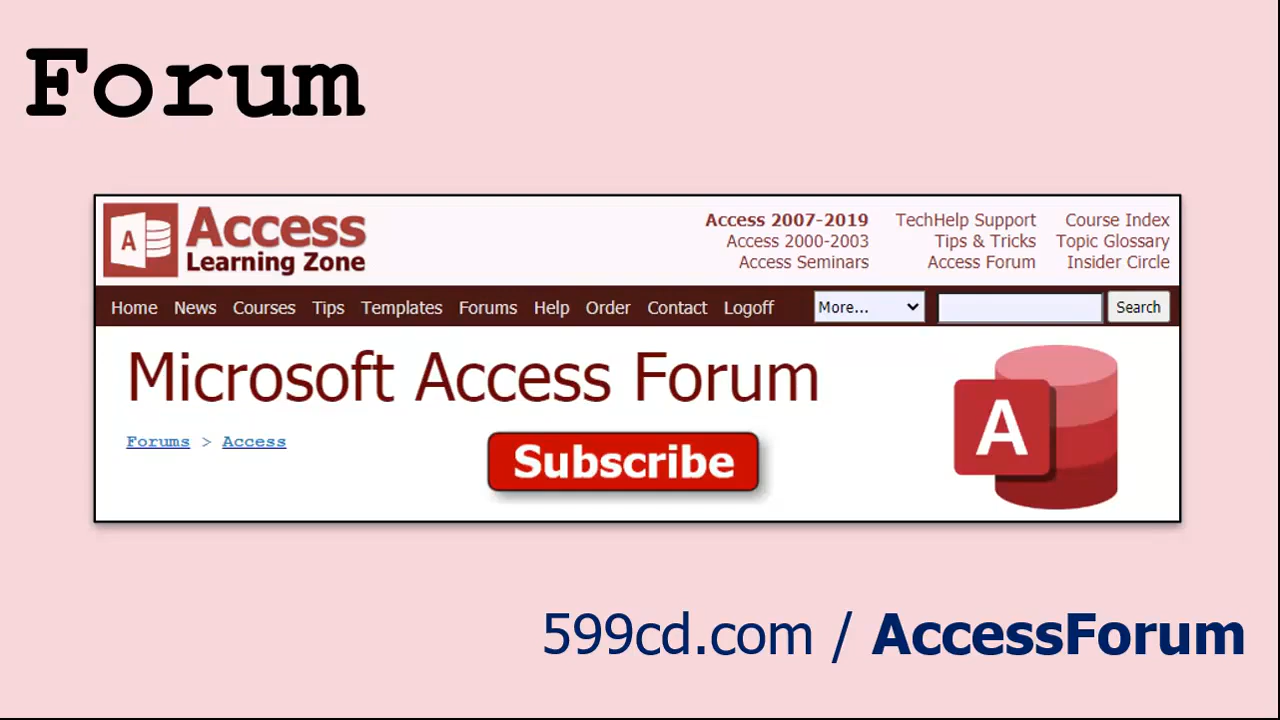 Forum
A
Access
Learning Zone
Access 2007-2019 TechHelp Support Course Index
Access 2000-2003 Tips & Tricks Topic Glossary
Access Seminars Access Forum Insider Circle
Home News Courses Tips Templates Forums Help Order Contact Logoff More... Search
Microsoft Access Forum
Forums > Access
Subscribe
A
599cd.com / AccessForum